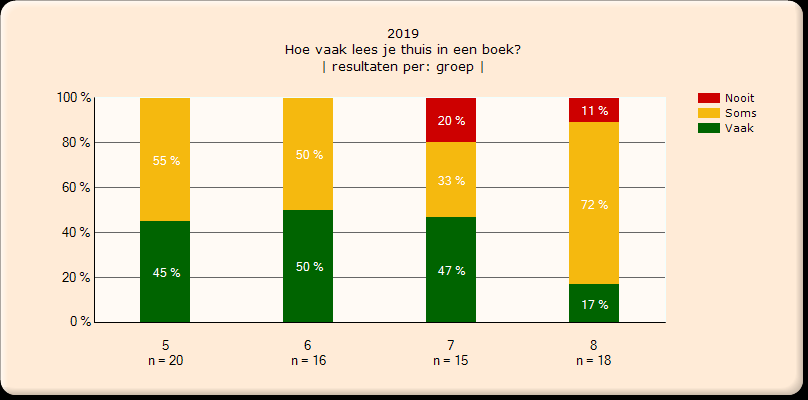 2019
Hoe vaak lees je thuis in een boek?
| resultaten per: groep |
100 %
80 %
60 %
40 %
20 %
0 %
55 %
45 %
50 %
50 %
20 %
33 %
47 %
11 %
72 %
17 %
Nooit
Soms
Vaak
5
n = 20
6
n = 16
7
n = 15
8
n = 18